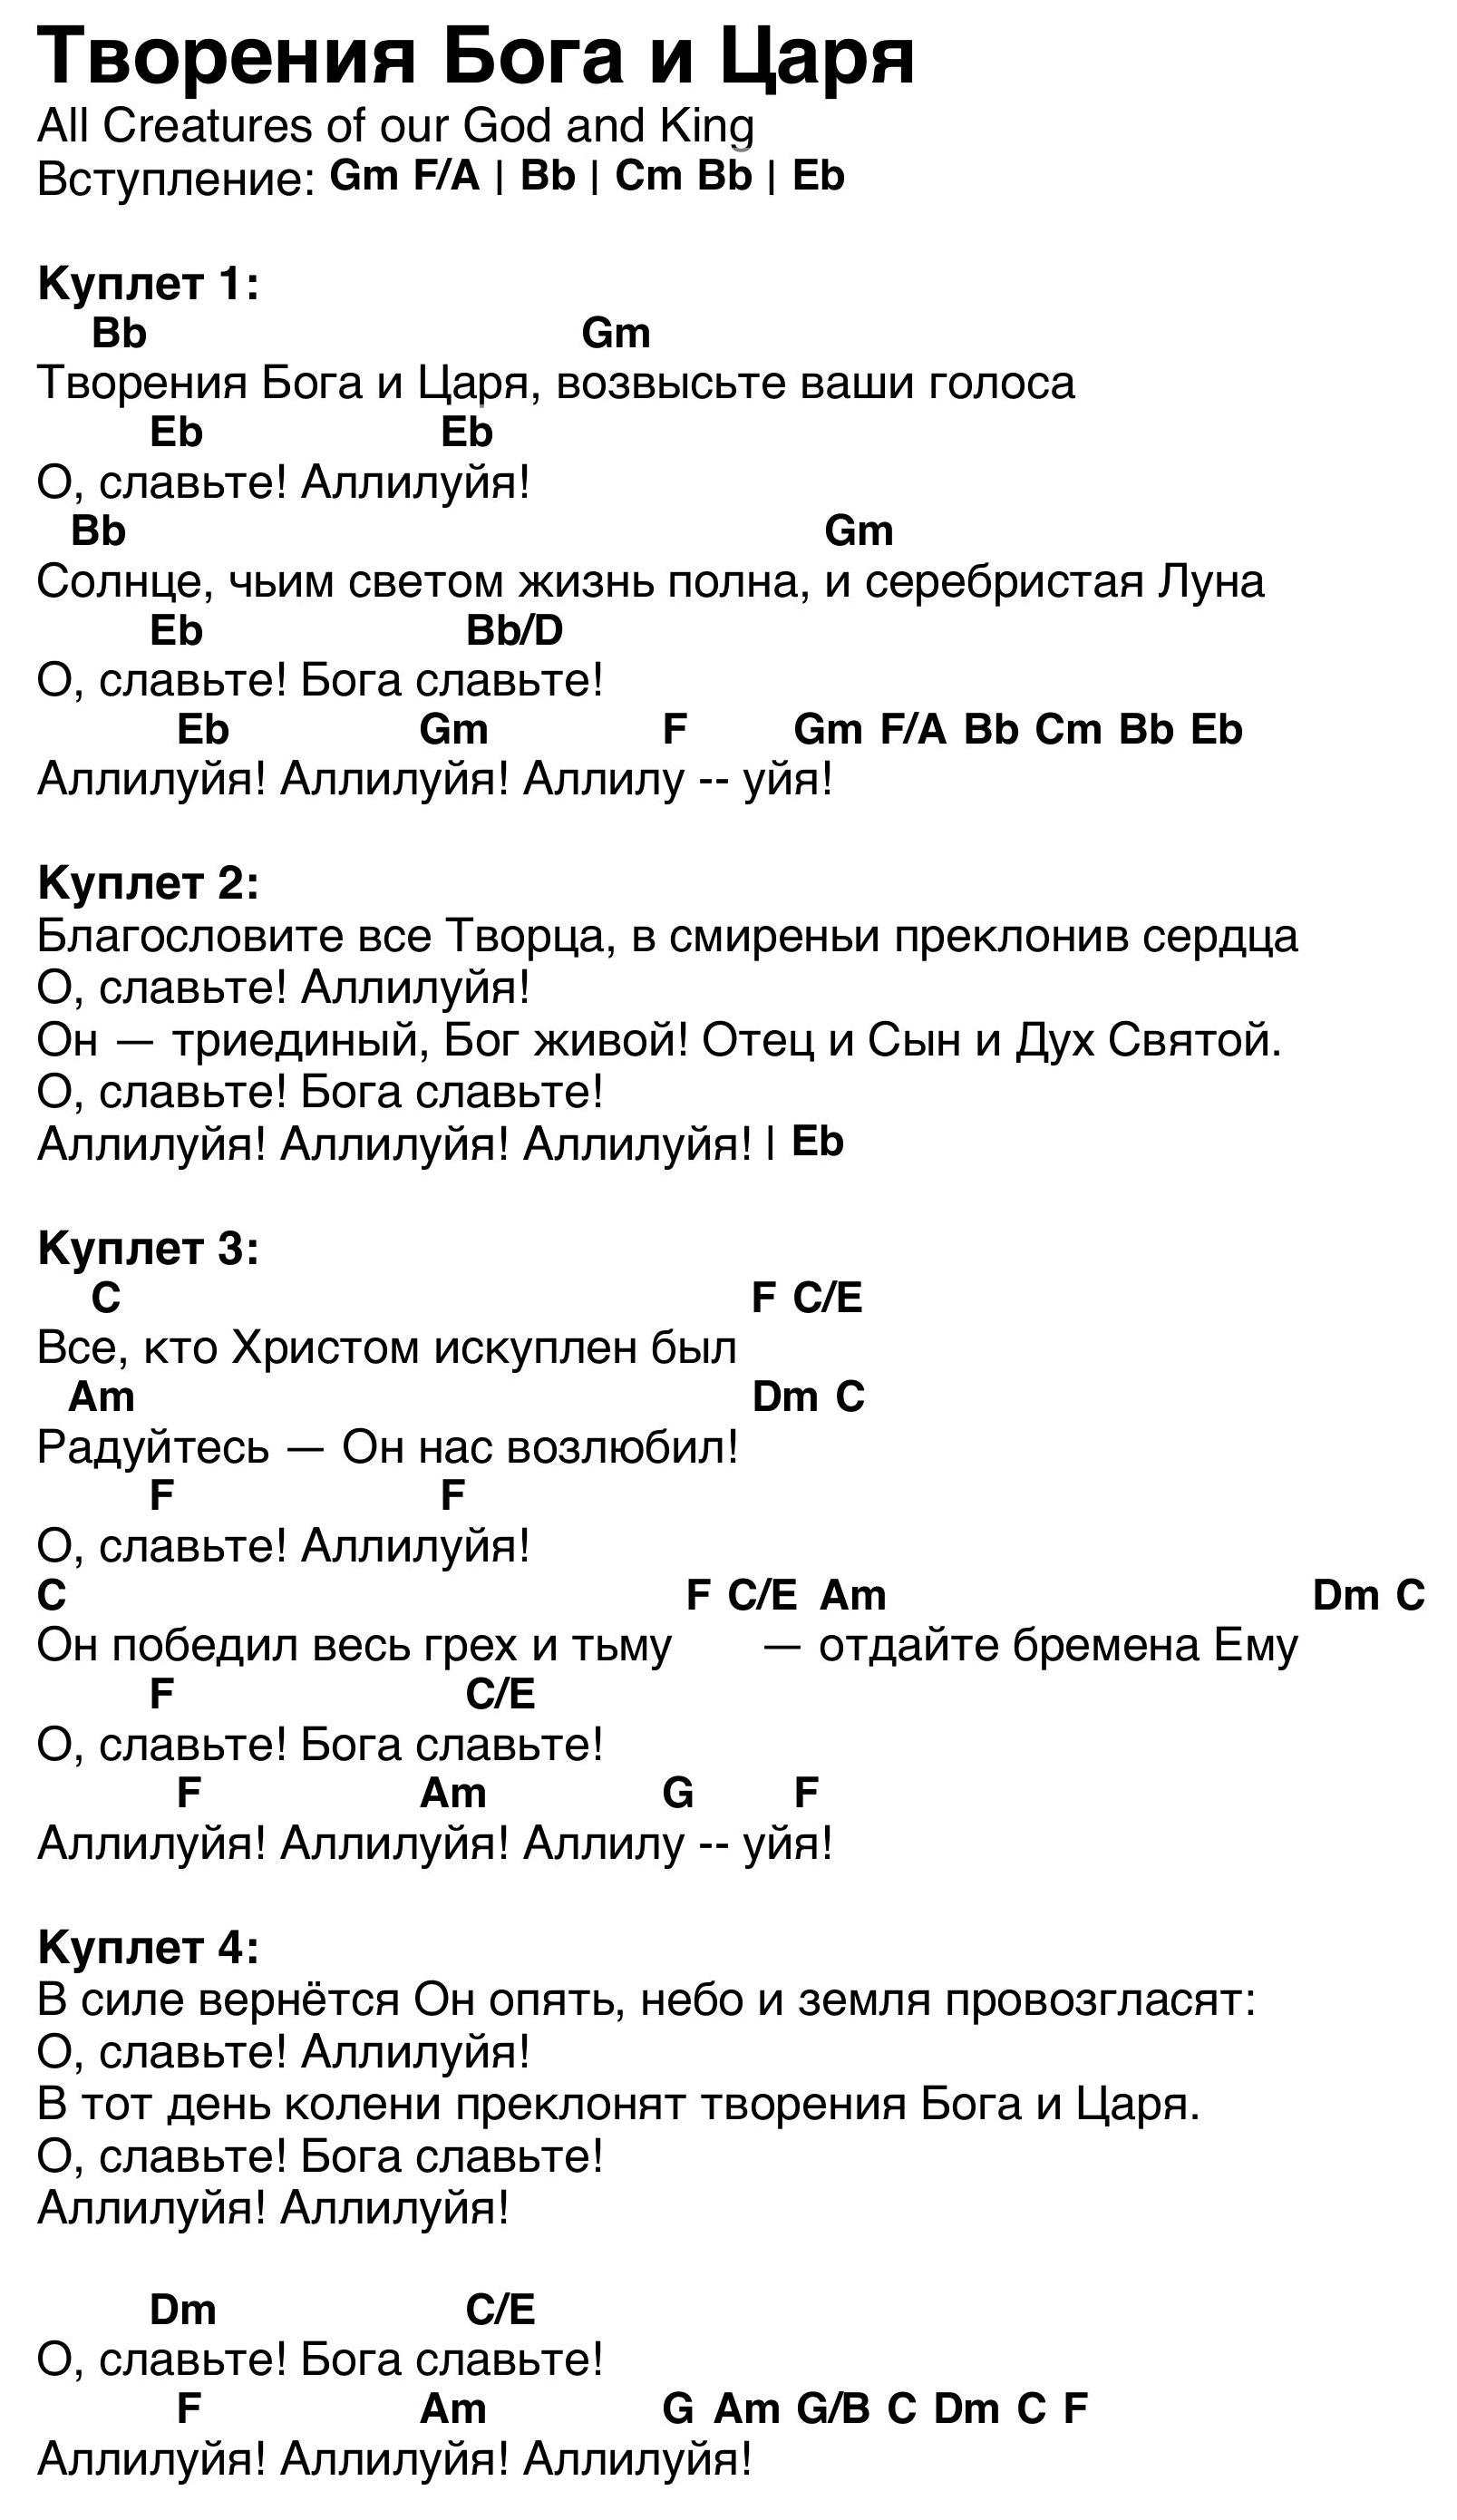 Творения Бога и Царя
All Creatures of our God and King
Вступление: Gm F/A | Bb | Cm Bb | Eb
Куплет 1:
Bb Gm
Творения Бога и Царя, возвысьте ваши голоса
Eb Eb
О, славьте! Аллилуйя!
Bb Gm
Солнце, чьим светом жизнь полна, и серебристая Луна
Eb Bb/D
О, славьте! Бога славьте!
Eb Gm F Gm F/A Bb Cm Bb Eb
Аллилуйя! Аллилуйя! Аллилу -- уйя!
Куплет 2:
Благословите все Творца, в смиреньи преклонив сердца
О, славьте! Аллилуйя!
Он — триединый, Бог живой! Отец и Сын и Дух Святой.
О, славьте! Бога славьте!
Аллилуйя! Аллилуйя! Аллилуйя! | Eb
Куплет 3:
C F C/E
Все, кто Христом искуплен был
Am Dm C
Радуйтесь — Он нас возлюбил!
F F
О, славьте! Аллилуйя!
C F C/E Am Dm C
Он победил весь грех и тьму — отдайте бремена Ему
F C/E
О, славьте! Бога славьте!
F Am G F
Аллилуйя! Аллилуйя! Аллилу -- уйя!
Куплет 4:
В силе вернётся Он опять, небо и земля провозгласят:
О, славьте! Аллилуйя!
В тот день колени преклонят творения Бога и Царя.
О, славьте! Бога славьте!
Аллилуйя! Аллилуйя!
Dm C/E
О, славьте! Бога славьте!
F Am G Am G/B C Dm C F
Аллилуйя! Аллилуйя! Аллилуйя!